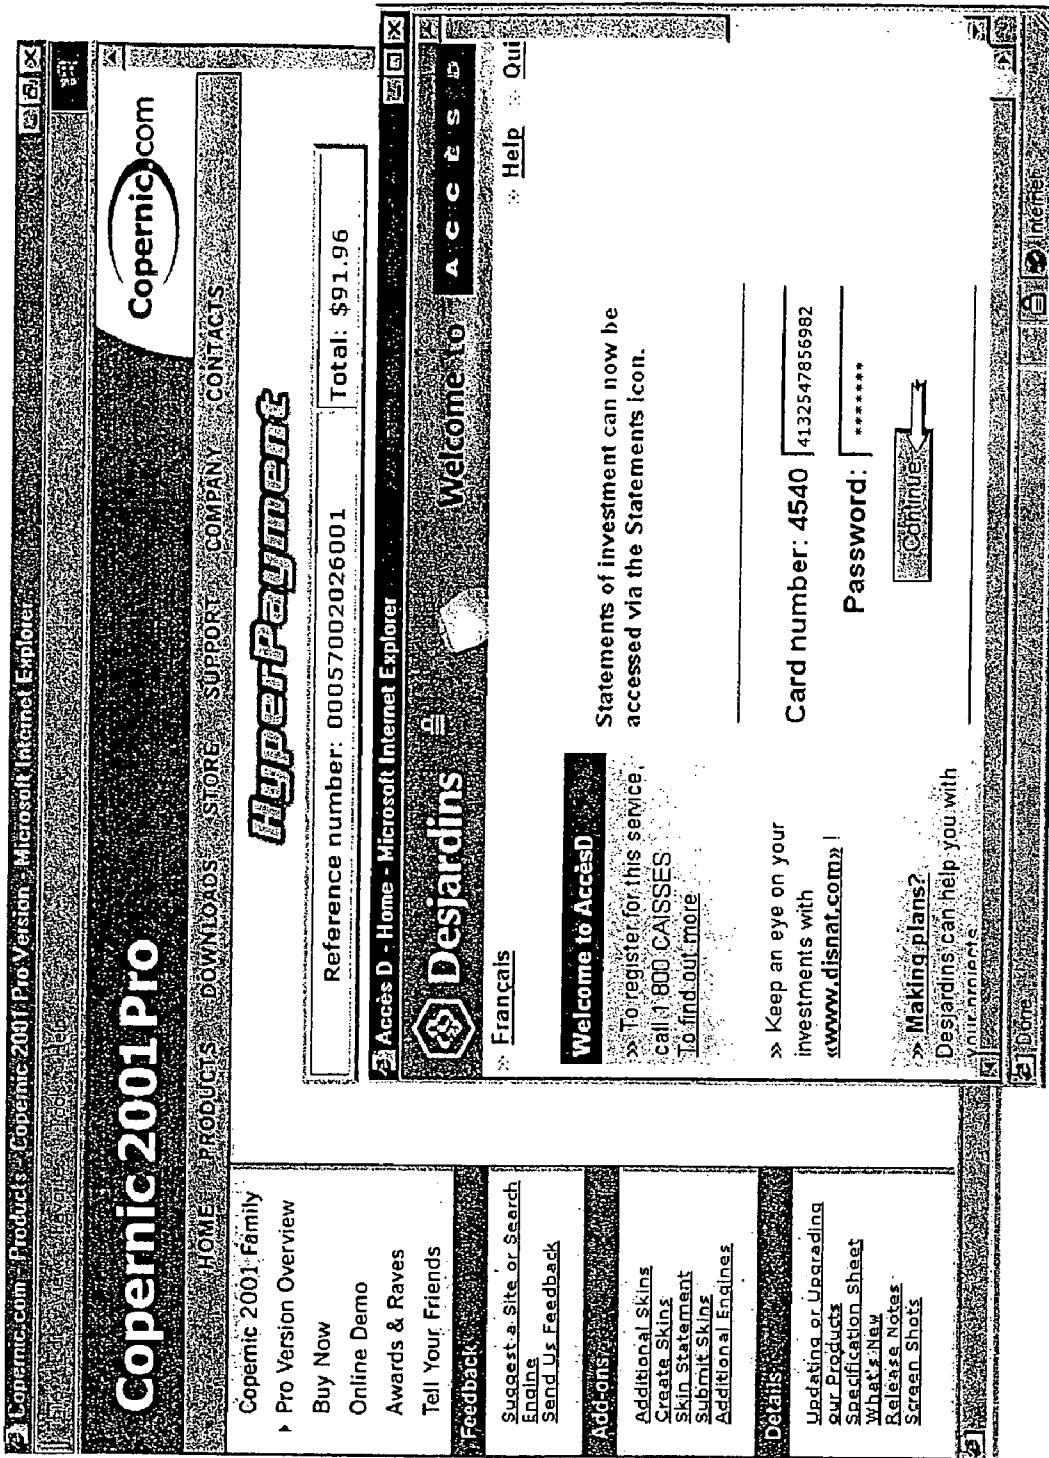 Copernic.com - Products - Copernic 2001 Pro Version - Microsoft Internet Explorer
Copernic 2001 Pro
Copernic.com
HOME PRODUCTS DOWNLOADS STORE SUPPORT COMPANY CONTACTS
Copernic 2001 Family
Pro Version Overview
Buy Now
Online Demo
Awards & Raves
Tell Your Friends
Feedback
Suggest a Site or Search
Engine
Send Us Feedback
Add-ons
Additional Skins
Create Skins
Skin Statement
Submit Skins
Additional Engines
Details
Updating or Upgrading
our Products
Specification Sheet
What's New
Release Notes
Screen Shots
HyperPayment
Reference number: 0005700202026001
Total: $91.96
Accès D - Home - Microsoft Internet Explorer
Desjardins
Welcome to
A C C È S D
» Français
Help
Qui
Welcome to AccèsD
» To register for this service,
call 1 800 CAISSES
To find out more
» Keep an eye on your
investments with
«www.disnat.com» !
» Making plans?
Desjardins can help you with
your projects
Statements of investment can now be
accessed via the Statements icon.
Card number: 4540 4132547856982
Password: *******
Continue
Done
Internet